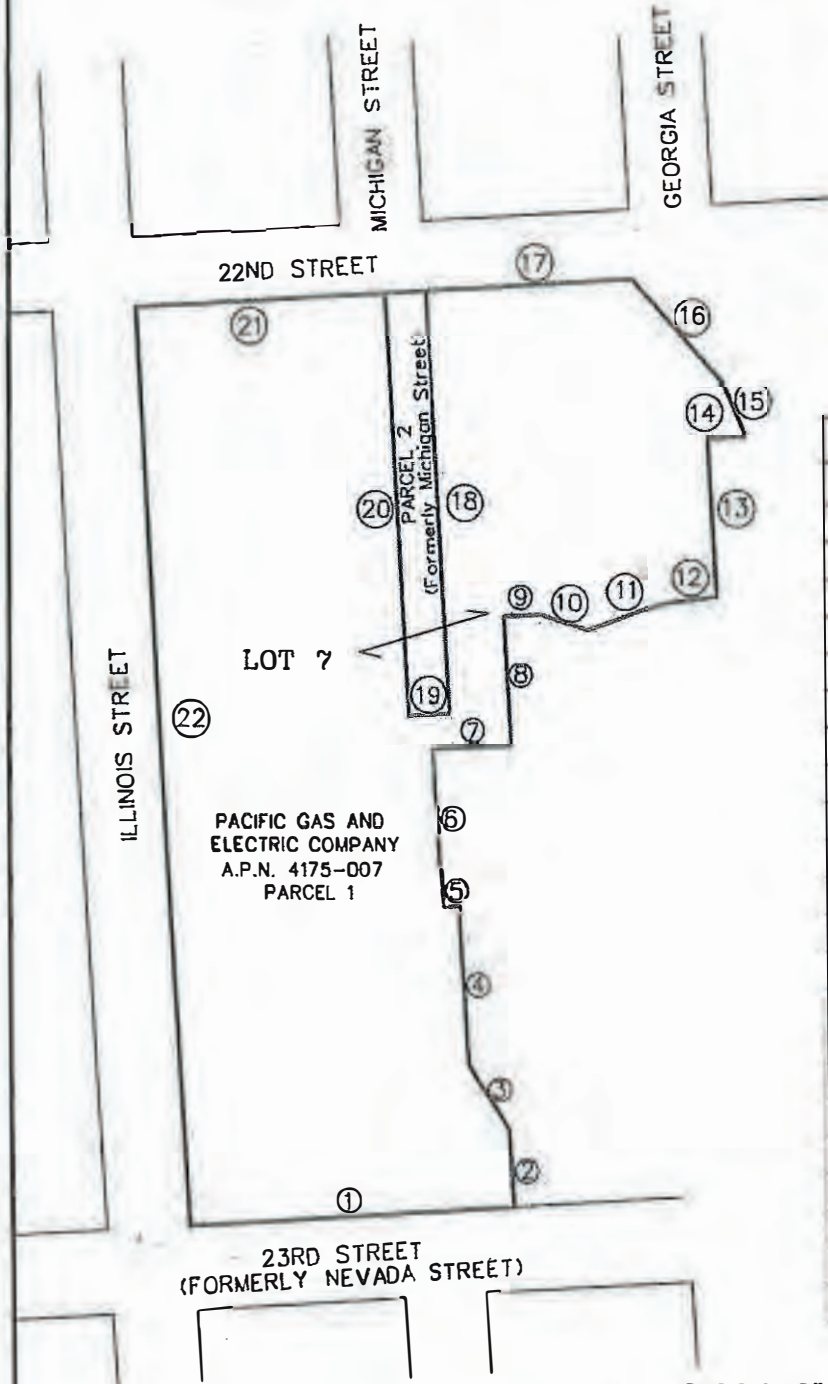 MICHIGAN STREET
GEORGIA STREET
22ND STREET
17
21
16
15
14
PARCEL 2
(Formerly Michigan Street)
20
18
13
12
11
10
9
LOT 7
8
19
7
ILLINOIS STREET
22
6
PACIFIC GAS AND
ELECTRIC COMPANY
A.P.N. 4175-007
PARCEL 1
5
4
3
2
1
23RD STREET
(FORMERLY NEVADA STREET)